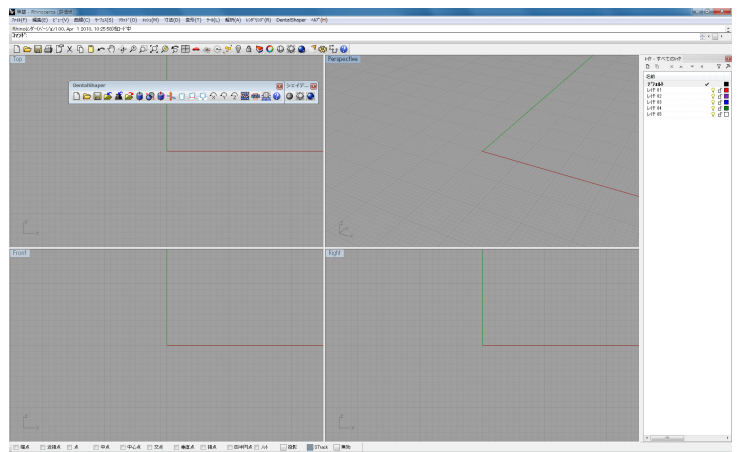 無題 - Rhinoceros (評価版)
ファイル(F) 編集(E) ビュー(V) 曲線(C) サーフェス(S) ソリッド(O) メッシュ(M) 寸法(D) 変形(T) ツール(L) 解析(A) レンダリング(R) DentalShaper ヘルプ(H)
コマンド:
Top
Perspective
DentalShaper
シェイデ...
レイヤ - すべてのレイヤ
名前
デフォルト
レイヤ 01
レイヤ 02
レイヤ 03
レイヤ 04
レイヤ 05
Front
Right
端点 近接点 点 中点 中心点 交点 垂直点 接点 四半円点 ノット 投影 STrack 無効